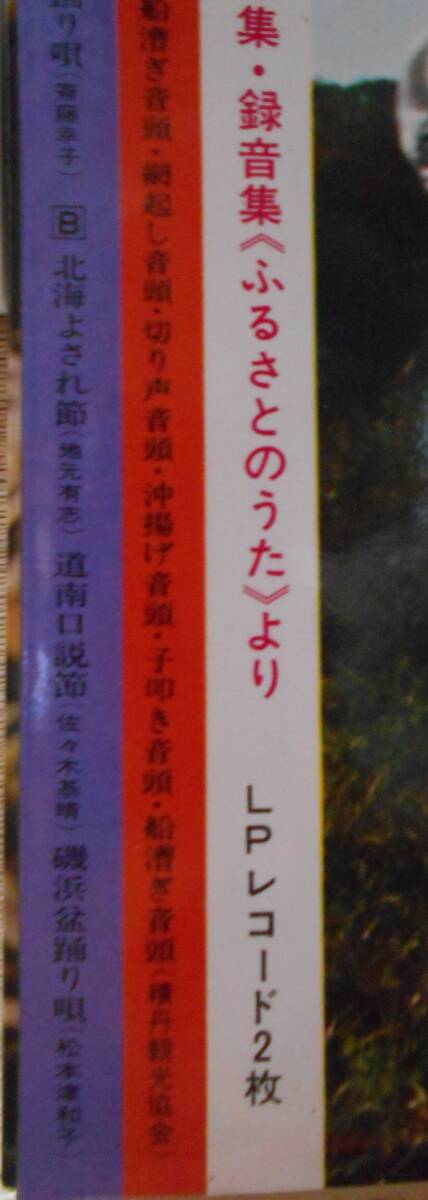 集・録音集《ふるさとのうた》より LPレコード2枚
船漕ぎ音頭・網起し音頭・切り声音頭・沖揚げ音頭・子叩き音頭・船漕ぎ音頭(積丹観光協会)
踊り唄(斎藤幸子) B 北海よされ節(地元有志) 道南口説節(佐々木基晴) 磯浜盆踊り唄(松本津和子)